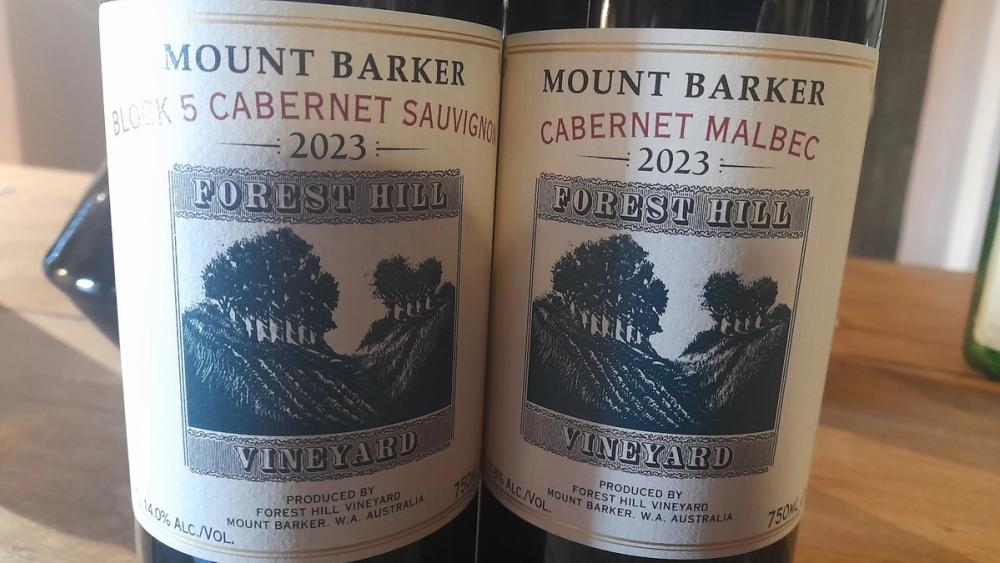 MOUNT BARKER
BLOCK 5 CABERNET SAUVIGNON
2023
FOREST HILL
VINEYARD
PRODUCED BY
FOREST HILL VINEYARD
MOUNT BARKER. W.A. AUSTRALIA
14.0% ALC./VOL.
MOUNT BARKER
CABERNET MALBEC
2023
FOREST HILL
VINEYARD
PRODUCED BY
FOREST HILL VINEYARD
MOUNT BARKER. W.A. AUSTRALIA
ALC./VOL.
750ML